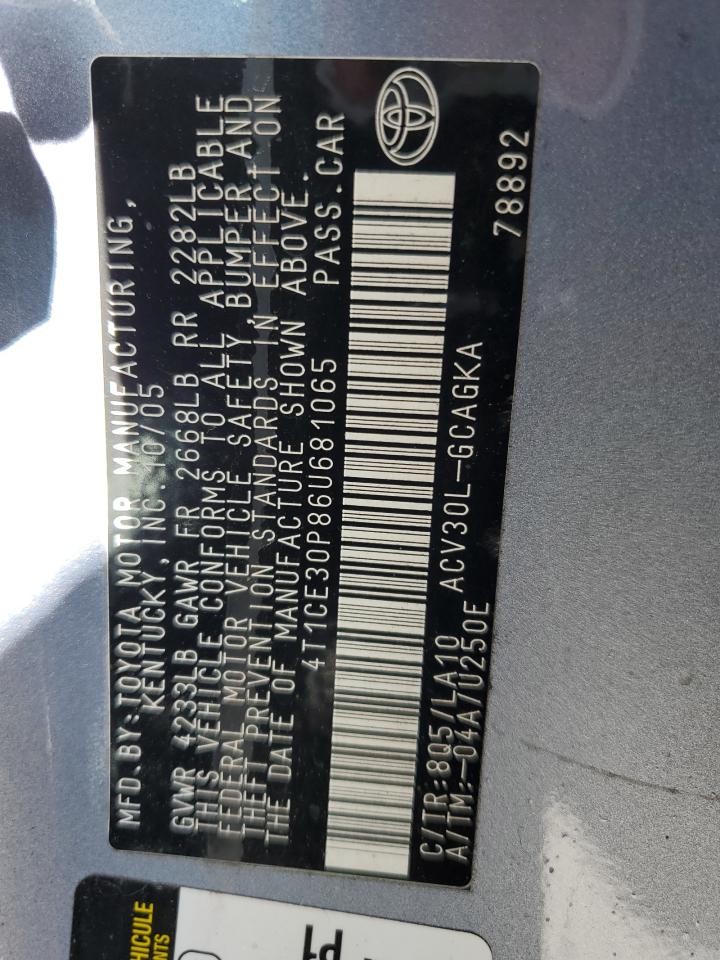 MFD.BY:TOYOTA MOTOR MANUFACTURING,
KENTUCKY,INC. 10/05
GVWR 4233LB GAWR FR 2668LB RR 2282LB
THIS VEHICLE CONFORMS TO ALL APPLICABLE
FEDERAL MOTOR VEHICLE SAFETY,BUMPER AND
THEFT PREVENTION STANDARDS IN EFFECT ON
THE DATE OF MANUFACTURE SHOWN ABOVE.
4T1CE30P86U681065 PASS.CAR
C/TR:8Q5/LA10 ACV30L-GCAGKA
A/TM:-04A/U250E 78892